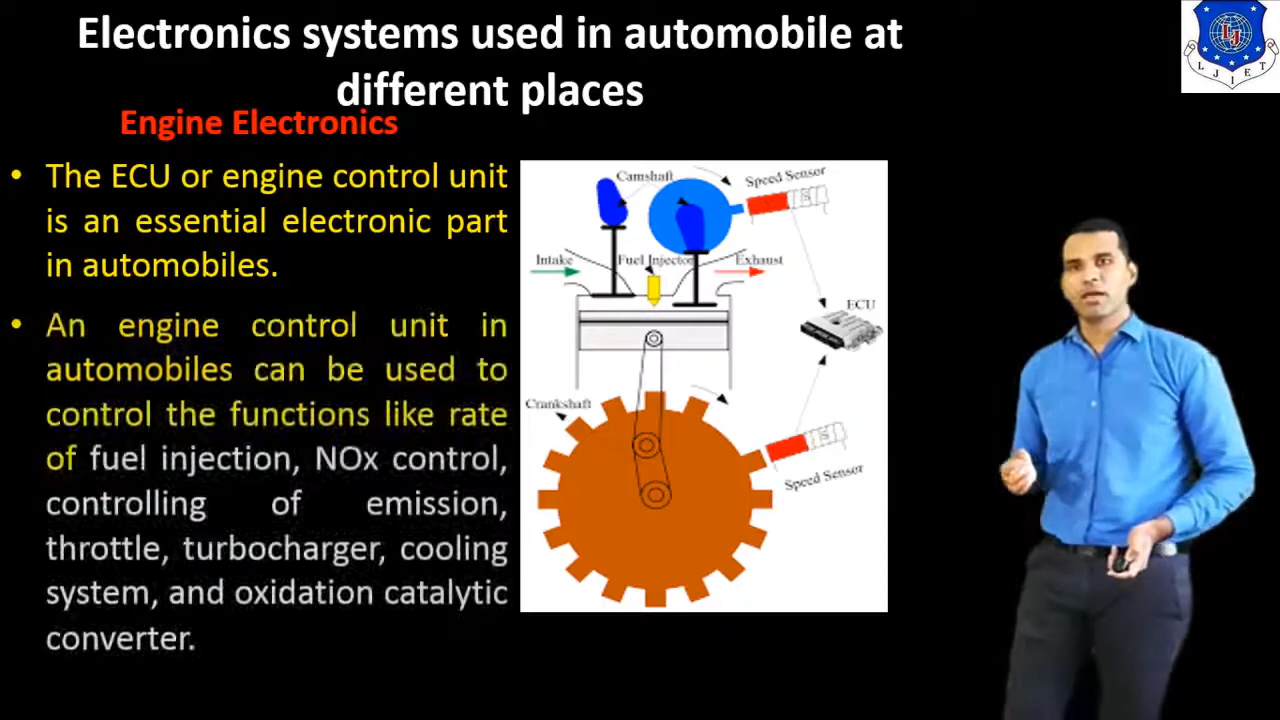 Electronics systems used in automobile at
different places
Engine Electronics
• The ECU or engine control unit
is an essential electronic part
in automobiles.
• An engine control unit in
automobiles can be used to
control the functions like rate
of fuel injection, NOx control,
controlling of emission,
throttle, turbocharger, cooling
system, and oxidation catalytic
converter.
Camshaft
Speed Sensor
Intake
Fuel Injector
Exhaust
ECU
Crankshaft
Speed Sensor
LJ
LJIET